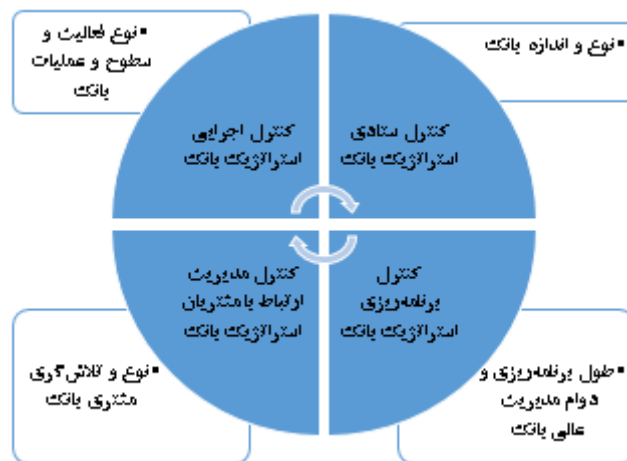 نوع و اندازه بانک
کنترل ستادی
استراتژیک بانک
نوع فعالیت و
سطوح و عملیات
بانک
کنترل اجرایی
استراتژیک بانک
کنترل
برنامه‌ریزی
استراتژیک بانک
طول برنامه‌ریزی و
دوام مدیریت
عالی بانک
کنترل مدیریت
ارتباط با مشتریان
استراتژیک بانک
نوع و تلاش‌گری
مشتری بانک